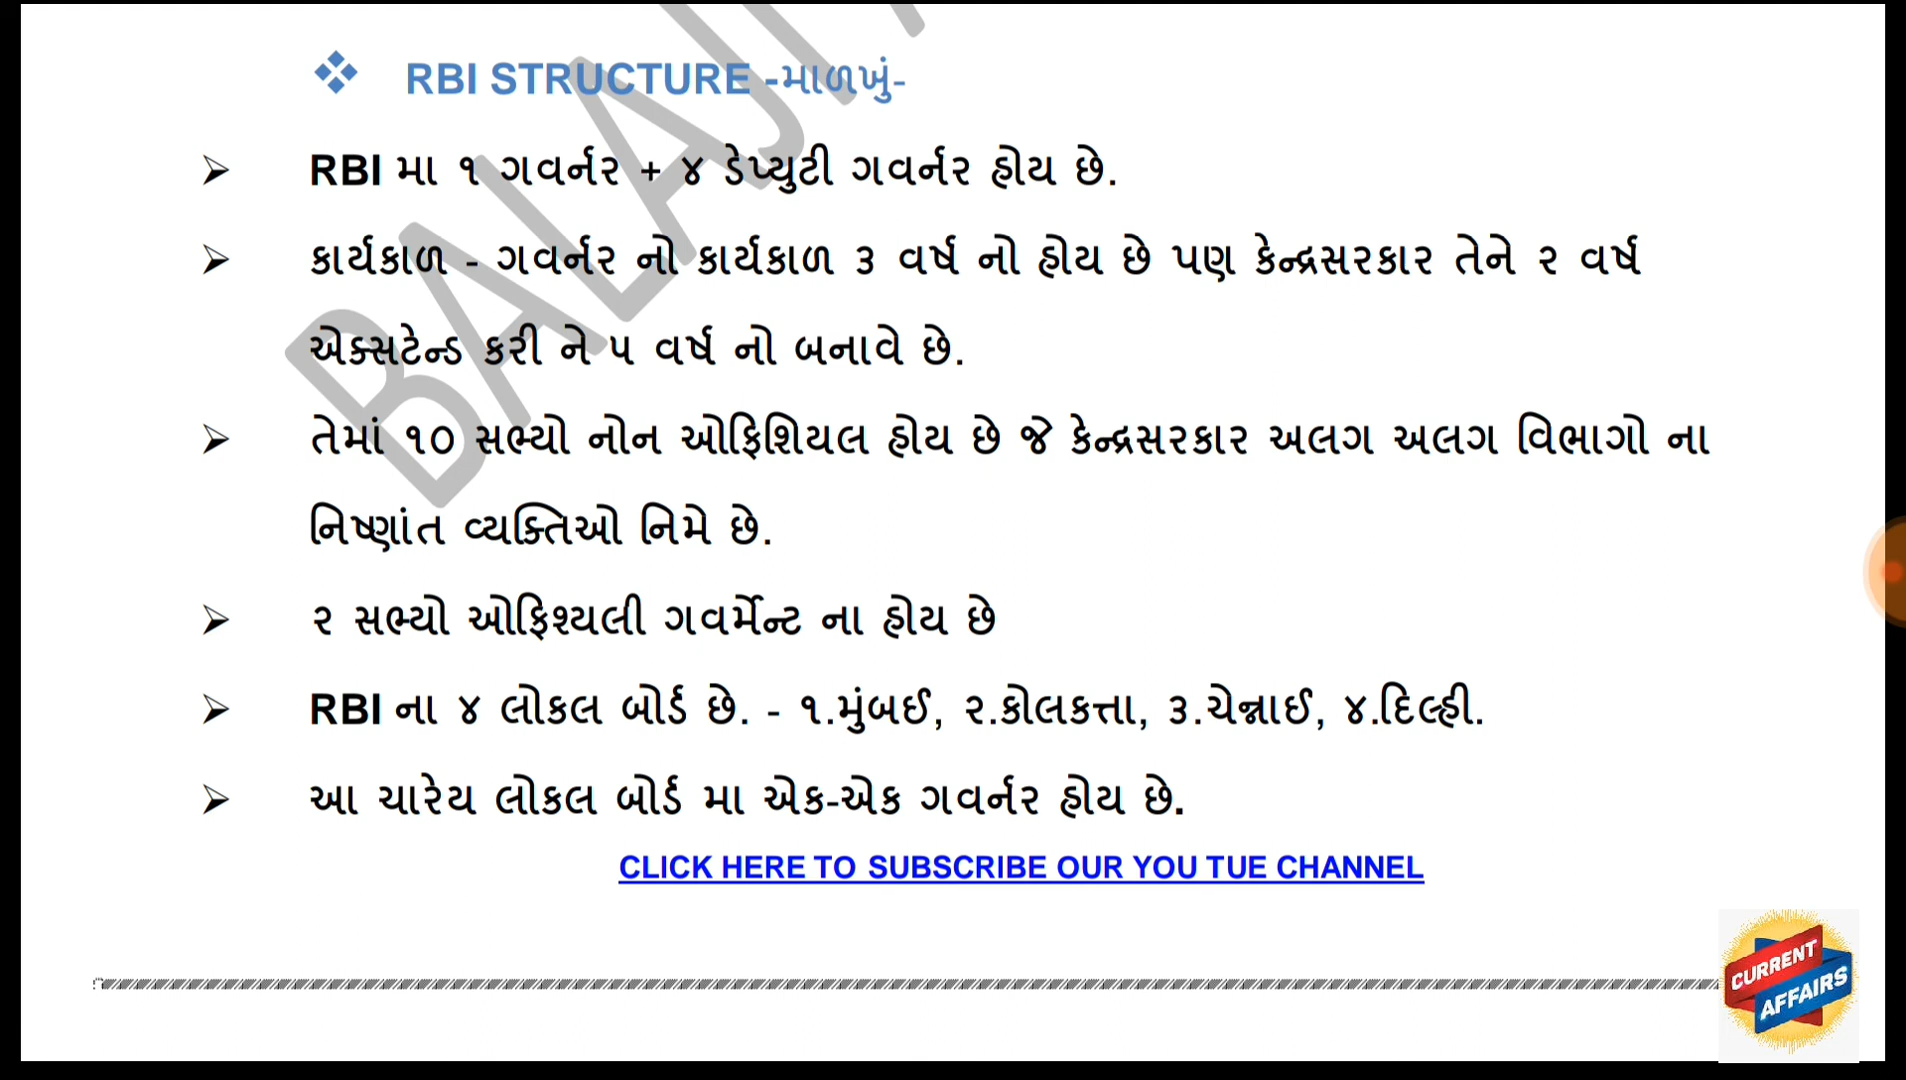 RBI STRUCTURE -માળખું-
RBI મા ૧ ગવર્નર + ૪ ડેપ્યુટી ગવર્નર હોય છે.
કાર્યકાળ - ગવર્નર નો કાર્યકાળ ૩ વર્ષ નો હોય છે પણ કેન્દ્રસરકાર તેને ૨ વર્ષ
એક્સટેન્ડ કરી ને ૫ વર્ષ નો બનાવે છે.
તેમાં ૧૦ સભ્યો નોન ઓફિશિયલ હોય છે જે કેન્દ્રસરકાર અલગ અલગ વિભાગો ના
નિષ્ણાંત વ્યક્તિઓ નિમે છે.
૨ સભ્યો ઓફિશ્યલી ગવર્મેન્ટ ના હોય છે
RBI ના ૪ લોકલ બોર્ડ છે. - ૧.મુંબઈ, ૨.કોલકત્તા, ૩.ચેન્નાઈ, ૪.દિલ્હી.
આ ચારેય લોકલ બોર્ડ મા એક-એક ગવર્નર હોય છે.
CLICK HERE TO SUBSCRIBE OUR YOU TUE CHANNEL
CURRENT
AFFAIRS
BALAJI